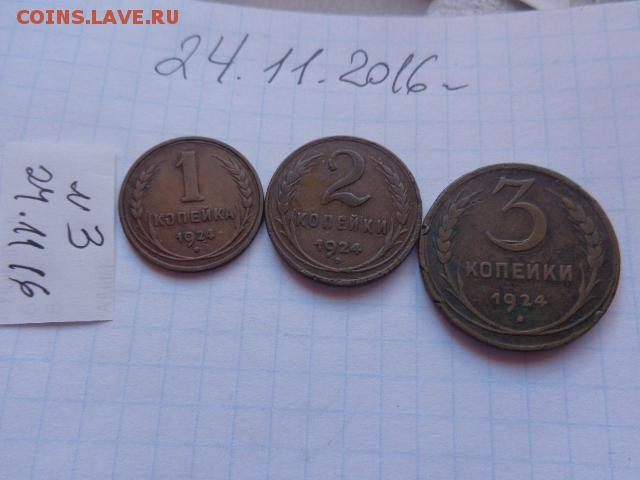 COINS.LAVE.RU
24.11.2016~
N 3
24.11 16
1
КОПЕЙКА
1924
2
КОПЕЙКИ
1924
3
КОПЕЙКИ
1924